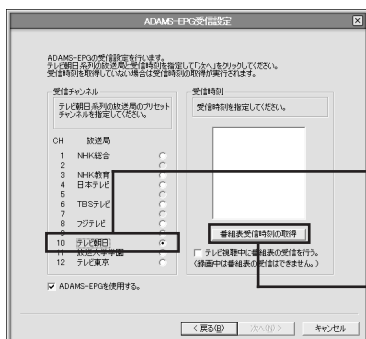 ADAMS-EPG受信設定
ADAMS-EPGの受信設定を行います。
テレビ朝日系列の放送局と受信時刻を指定して「次へ」をクリックしてください。
受信時刻を取得していない場合は受信時刻の取得が実行されます。
受信チャンネル
テレビ朝日系列の放送局のプリセット
チャンネルを指定してください。
CH 放送局
1 NHK総合
2
3 NHK教育
4 日本テレビ
5
6 TBSテレビ
7
8 フジテレビ
9
10 テレビ朝日
11 放送大学学園
12 テレビ東京
受信時刻
受信時刻を指定してください。
番組表受信時刻の取得
テレビ視聴中に番組表の受信を行う。
(録画中は番組表の受信はできません。)
ADAMS-EPGを使用する。
< 戻る(B)
次へ(N) >
キャンセル